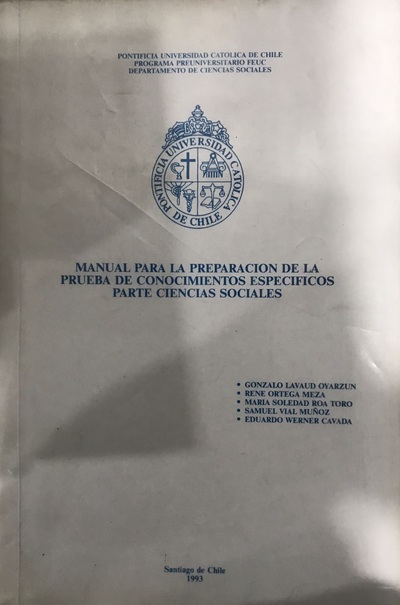 PONTIFICIA UNIVERSIDAD CATOLICA DE CHILE
PROGRAMA PREUNIVERSITARIO FEUC
DEPARTAMENTO DE CIENCIAS SOCIALES
PONTIFICIA UNIVERSIDAD CATOLICA
DE CHILE
MANUAL PARA LA PREPARACION DE LA
PRUEBA DE CONOCIMIENTOS ESPECIFICOS
PARTE CIENCIAS SOCIALES
• GONZALO LAVAUD OYARZUN
• RENE ORTEGA MEZA
• MARIA SOLEDAD ROA TORO
• SAMUEL VIAL MUÑOZ
• EDUARDO WERNER CAVADA
Santiago de Chile
1993